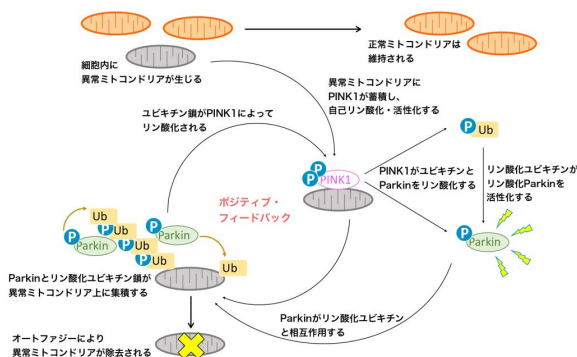 正常ミトコンドリアは
維持される
細胞内に
異常ミトコンドリアが生じる
異常ミトコンドリアに
PINK1が蓄積し、
自己リン酸化・活性化する
ユビキチン鎖がPINK1によって
リン酸化される
P
Ub
P
P
PINK1
PINK1がユビキチンと
Parkinをリン酸化する
リン酸化ユビキチンが
リン酸化Parkinを
活性化する
ポジティブ・
フィードバック
Ub
P
Ub
P
Parkin
P
Ub
P
Ub
P
Parkin
Ub
P
Parkin
Parkinとリン酸化ユビキチン鎖が
異常ミトコンドリア上に集積する
Parkinがリン酸化ユビキチン
と相互作用する
オートファジーにより
異常ミトコンドリアが除去される